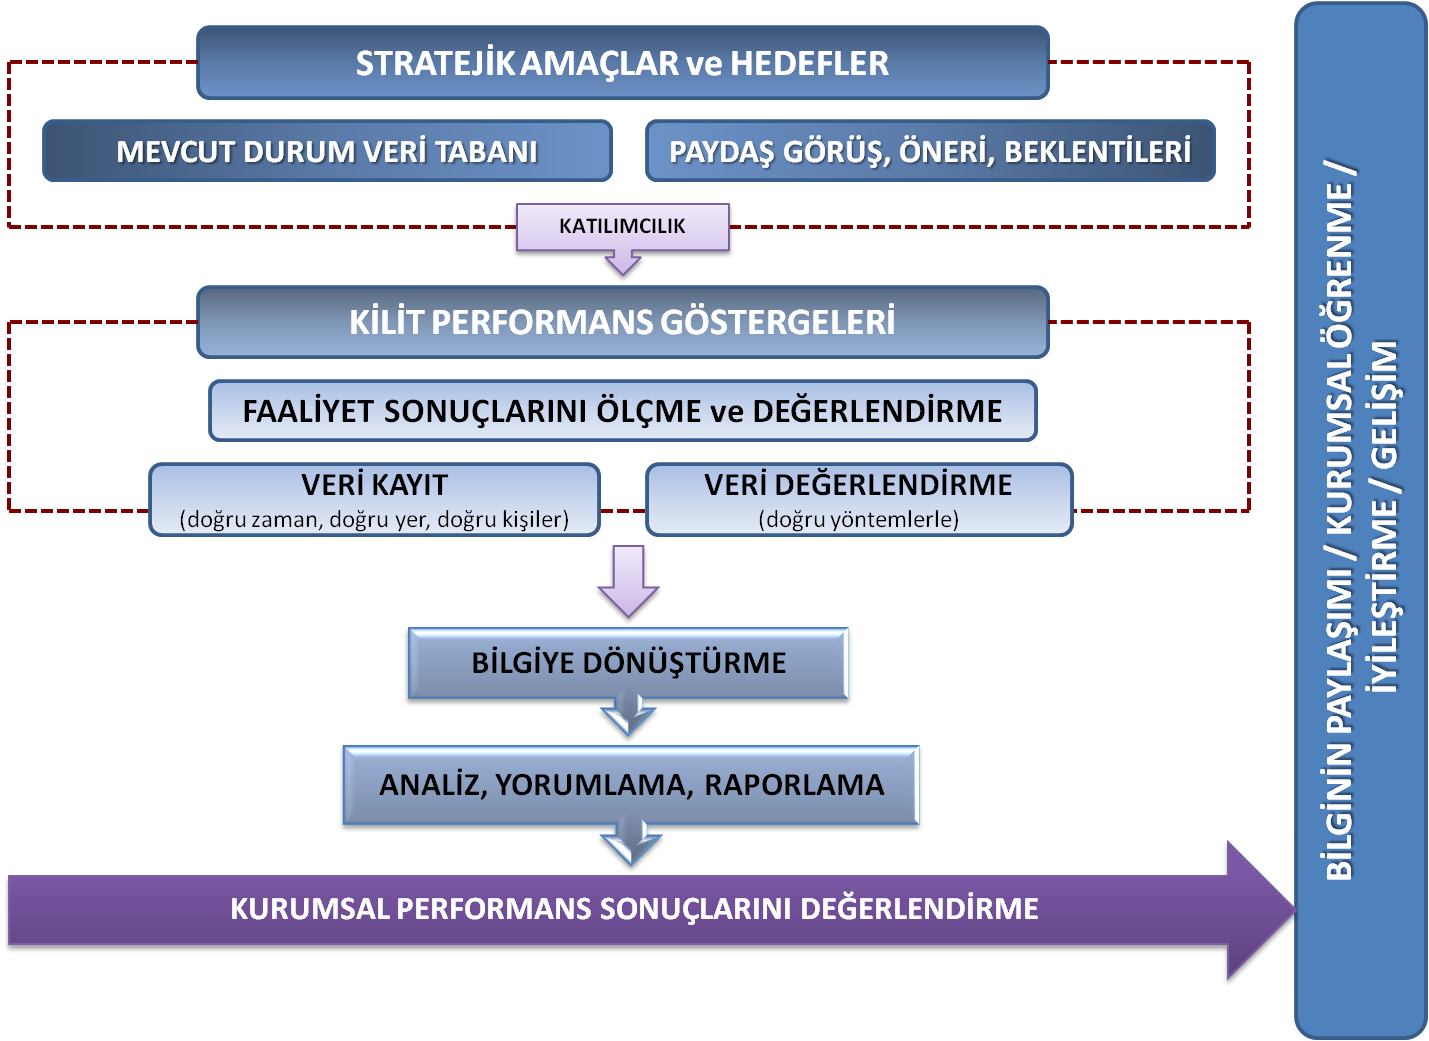 STRATEJİK AMAÇLAR ve HEDEFLER
MEVCUT DURUM VERİ TABANI
PAYDAŞ GÖRÜŞ, ÖNERİ, BEKLENTİLERİ
KATILIMCILIK
KİLİT PERFORMANS GÖSTERGELERİ
FAALİYET SONUÇLARINI ÖLÇME ve DEĞERLENDİRME
VERİ KAYIT
(doğru zaman, doğru yer, doğru kişiler)
VERİ DEĞERLENDİRME
(doğru yöntemlerle)
BİLGİYE DÖNÜŞTÜRME
ANALİZ, YORUMLAMA, RAPORLAMA
KURUMSAL PERFORMANS SONUÇLARINI DEĞERLENDİRME
BİLGİNİN PAYLAŞIMI / KURUMSAL ÖĞRENME /
İYİLEŞTİRME / GELİŞİM